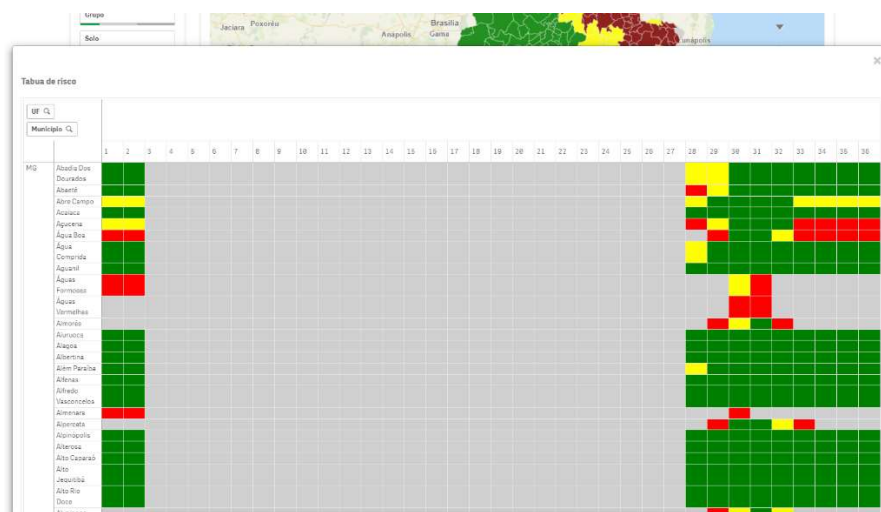 Grupo
Solo
Jaciara
Poxoréu
Anápolis
Brasília
Gama
Tabua de risco
UF
Município
1 2 3 4 5 6 7 8 9 10 11 12 13 14 15 16 17 18 19 20 21 22 23 24 25 26 27 28 29 30 31 32 33 34 35 36
MG
Abadia Dos
Dourados
Abaeté
Abre Campo
Acaiaca
Açucena
Água Boa
Água
Comprida
Aguanil
Águas
Formosas
Águas
Vermelhas
Aimorés
Aiuruoca
Alagoa
Albertina
Além Paraíba
Alfenas
Alfredo
Vasconcelos
Almenara
Alpercata
Alpinópolis
Alterosa
Alto Caparaó
Alto
Jequitibá
Alto Rio
Doce